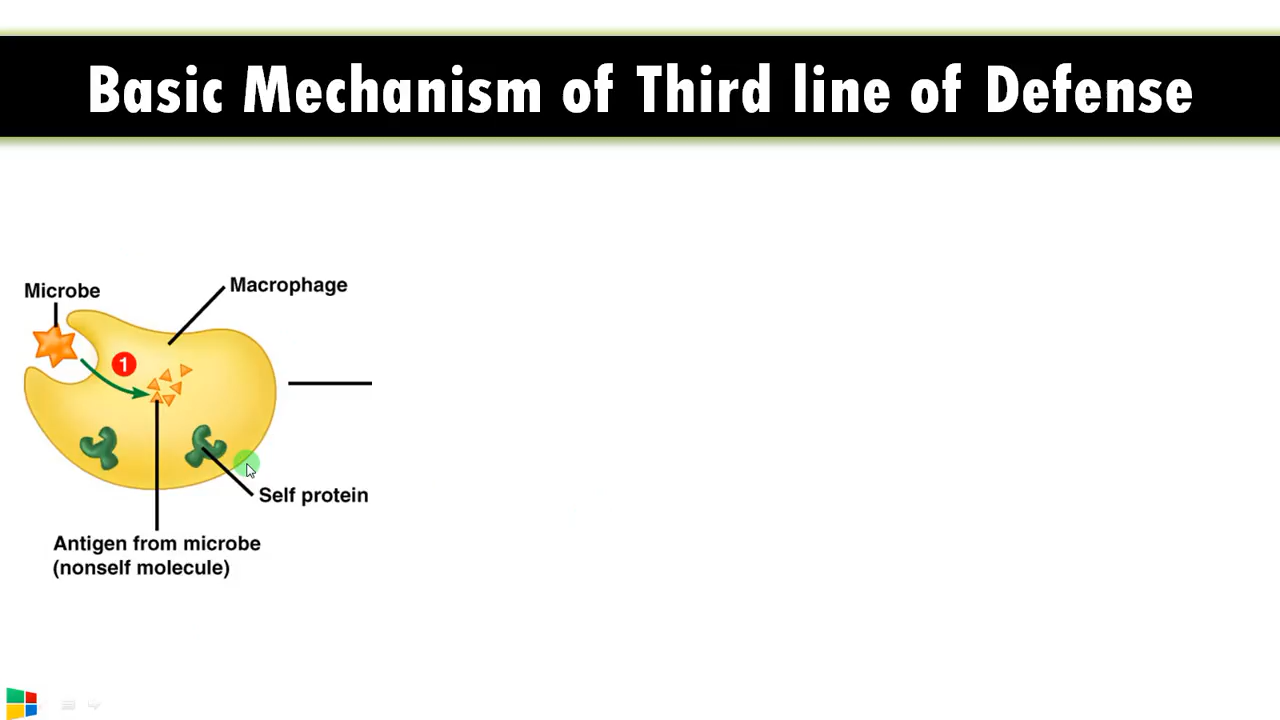 Basic Mechanism of Third line of Defense
Macrophage
Microbe
1
Self protein
Antigen from microbe
(nonself molecule)